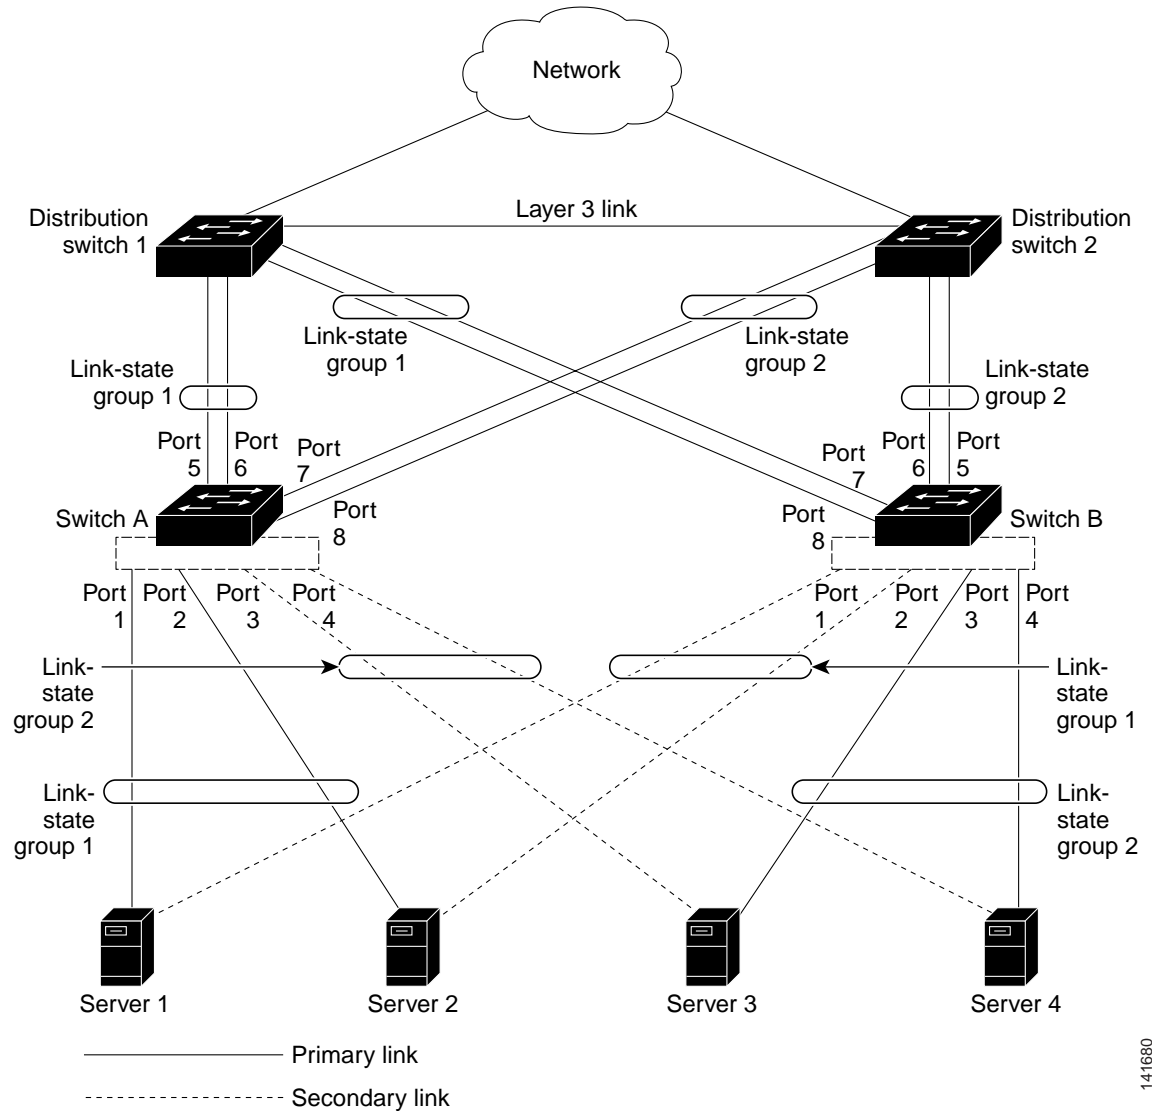 Network
Layer 3 link
Distribution
switch 1
Distribution
switch 2
Link-state
group 1
Link-state
group 2
Link-state
group 1
Link-state
group 2
Port
5
Port
6
Port
7
Port
8
Port
7
Port
6
Port
5
Port
8
Switch A
Switch B
Port
1
Port
2
Port
3
Port
4
Port
1
Port
2
Port
3
Port
4
Link-
state
group 2
Link-
state
group 1
Link-
state
group 1
Link-
state
group 2
Server 1
Server 2
Server 3
Server 4
Primary link
Secondary link
141680